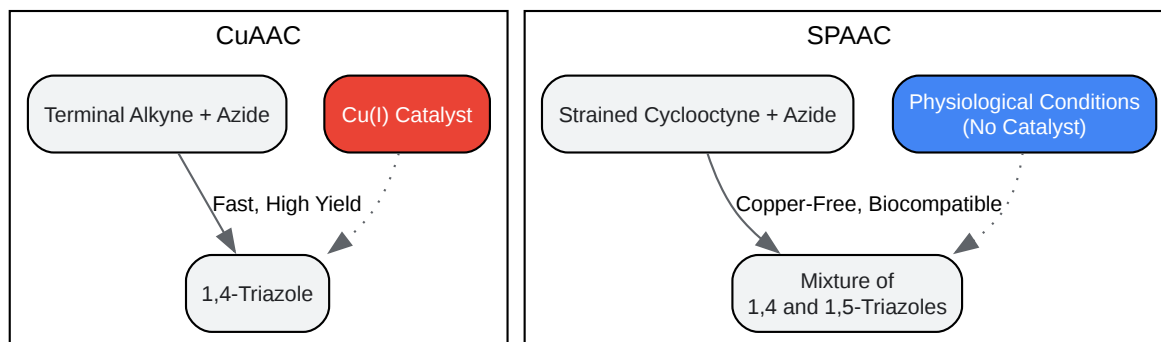 CuAAC
Terminal Alkyne + Azide
Cu(I) Catalyst
Fast, High Yield
1,4-Triazole
SPAAC
Strained Cyclooctyne + Azide
Physiological Conditions
(No Catalyst)
Copper-Free, Biocompatible
Mixture of
1,4 and 1,5-Triazoles